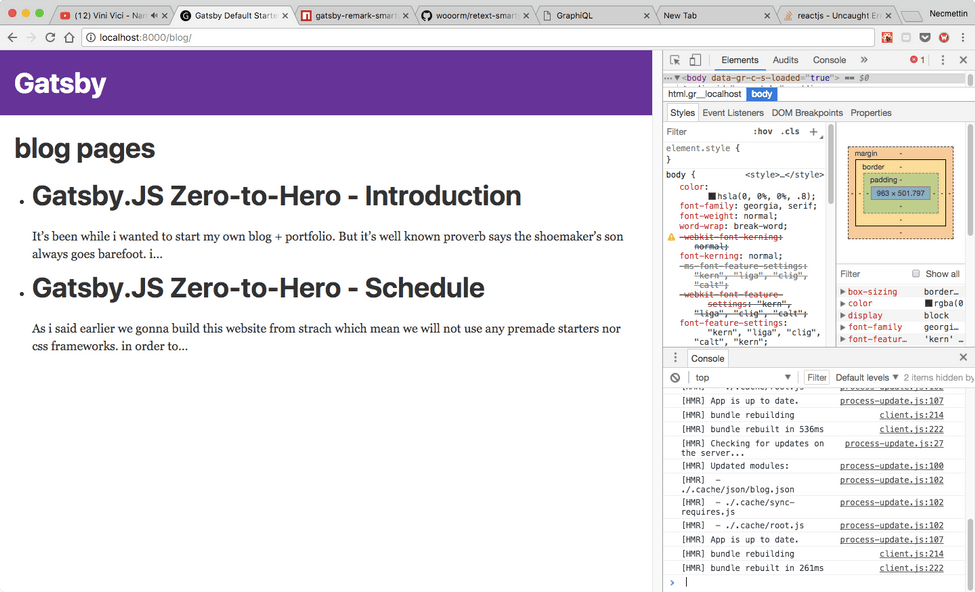 (12) Vini Vici - Nam
Gatsby Default Starte
gatsby-remark-smart
wooorm/retext-smart
GraphiQL
New Tab
reactjs - Uncaught Er
Necmettin
localhost:8000/blog/
Gatsby
blog pages
Gatsby.JS Zero-to-Hero - Introduction
It's been while i wanted to start my own blog + portfolio. But it's well known proverb says the shoemaker's son
always goes barefoot. i...
Gatsby.JS Zero-to-Hero - Schedule
As i said earlier we gonna build this website from strach which mean we will not use any premade starters nor
css frameworks. in order to...
Elements Audits Console » 1
<body data-gr-c-s-loaded="true"> == $0
html.gr__localhost body
Styles Event Listeners DOM Breakpoints Properties
Filter :hov .cls +
element.style {
}
body { <style>…</style>
color:
hsla(0, 0%, 0%, .8);
font-family: georgia, serif;
font-weight: normal;
word-wrap: break-word;
-webkit-font-kerning:
normal;
font-kerning: normal;
-ms-font-feature-settings:
"kern", "liga", "clig",
"calt";
-webkit-font-feature-
settings: "kern",
"liga", "clig", "calt";
font-feature-settings:
"kern", "liga", "clig",
"calt", "kern";
margin -
border -
padding -
- - - 963 × 501.797 - - -
-
-
-
Filter Show all
box-sizing border…
color rgba(0
display block
font-family georgi…
font-featur… 'kern' …
Console
top Filter Default levels 2 items hidden by
[HMR] - ./.cache/root.js process-update.js:102
[HMR] App is up to date. process-update.js:107
[HMR] bundle rebuilding client.js:214
[HMR] bundle rebuilt in 536ms client.js:222
[HMR] Checking for updates on process-update.js:27
the server...
[HMR] Updated modules: process-update.js:100
[HMR] - process-update.js:102
./.cache/json/blog.json
[HMR] - ./.cache/sync- process-update.js:102
requires.js
[HMR] - ./.cache/root.js process-update.js:102
[HMR] App is up to date. process-update.js:107
[HMR] bundle rebuilding client.js:214
[HMR] bundle rebuilt in 261ms client.js:222